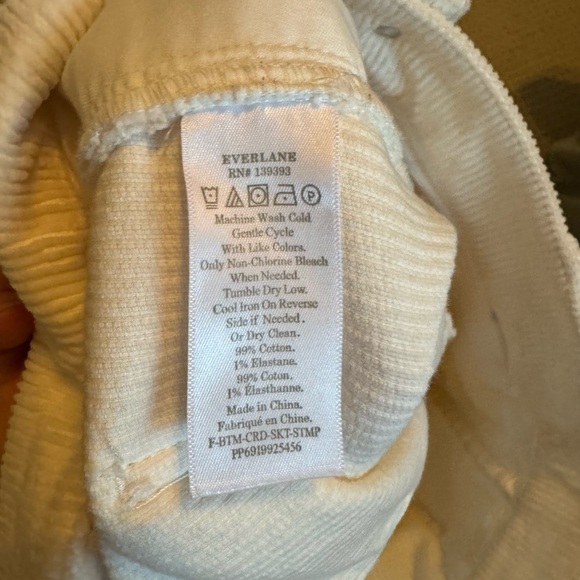 EVERLANE
RN# 139393
P
Machine Wash Cold
Gentle Cycle
With Like Colors.
Only Non-Chlorine Bleach
When Needed.
Tumble Dry Low.
Cool Iron On Reverse
Side if Needed.
Or Dry Clean.
99% Cotton.
1% Elastane.
99% Coton.
1% Élasthanne.
Made in China.
Fabriqué en Chine.
F-BTM-CRD-SKT-STMP
PP6919925456